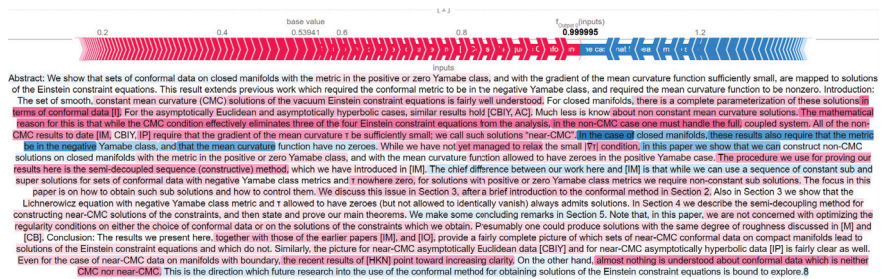 base value
f Output 0 (inputs)
0.2 0.4 0.53941 0.6 0.8 0.999995 1.2
inputs
Abstract: We show that sets of conformal data on closed manifolds with the metric in the positive or zero Yamabe class, and with the gradient of the mean curvature function sufficiently small, are mapped to solutions
of the Einstein constraint equations. This result extends previous work which required the conformal metric to be in the negative Yamabe class, and required the mean curvature function to be nonzero. Introduction:
The set of smooth, constant mean curvature (CMC) solutions of the vacuum Einstein constraint equations is fairly well understood. For closed manifolds, there is a complete parameterization of these solutions in
terms of conformal data [I]. For the asymptotically Euclidean and asymptotically hyperbolic cases, similar results hold [CBIY, AC]. Much less is know about non constant mean curvature solutions. The mathematical
reason for this is that while the CMC condition effectively eliminates three of the four Einstein constraint equations from the analysis, in the non-CMC case one must handle the full, coupled system. All of the non-
CMC results to date [IM, CBIY, IP] require that the gradient of the mean curvature τ be sufficiently small; we call such solutions "near-CMC". In the case of closed manifolds, these results also require that the metric
be in the negative Yamabe class, and that the mean curvature function have no zeroes. While we have not yet managed to relax the small |∇τ| condition, in this paper we show that we can construct non-CMC
solutions on closed manifolds with the metric in the positive or zero Yamabe class, and with the mean curvature function allowed to have zeroes in the positive Yamabe case. The procedure we use for proving our
results here is the semi-decoupled sequence (constructive) method, which we have introduced in [IM]. The chief difference between our work here and [IM] is that while we can use a sequence of constant sub and
super solutions for sets of conformal data with negative Yamabe class metrics and τ nowhere zero, for solutions with positive or zero Yamabe class metrics we require non-constant sub solutions. The focus in this
paper is on how to obtain such sub solutions and how to control them. We discuss this issue in Section 3, after a brief introduction to the conformal method in Section 2. Also in Section 3 we show that the
Lichnerowicz equation with negative Yamabe class metric and τ allowed to have zeroes (but not allowed to identically vanish) always admits solutions. In Section 4 we describe the semi-decoupling method for
constructing near-CMC solutions of the constraints, and then state and prove our main theorems. We make some concluding remarks in Section 5. Note that, in this paper, we are not concerned with optimizing the
regularity conditions on either the choice of conformal data or on the solutions of the constraints which we obtain. Presumably one could produce solutions with the same degree of roughness discussed in [M] and
[CB]. Conclusion: The results we present here, together with those of the earlier papers [IM], and [IO], provide a fairly complete picture of which sets of near-CMC conformal data on compact manifolds lead to
solutions of the Einstein constraint equations and which do not. Similarly, the picture for near-CMC asymptotically Euclidean data [CBIY] and for near-CMC asymptotically hyperbolic data [IP] is fairly clear as well.
Even for the case of near-CMC data on manifolds with boundary, the recent results of [HKN] point toward increasing clarity. On the other hand, almost nothing is understood about conformal data which is neither
CMC nor near-CMC. This is the direction which future research into the use of the conformal method for obtaining solutions of the Einstein constraint equations is bound to explore.8